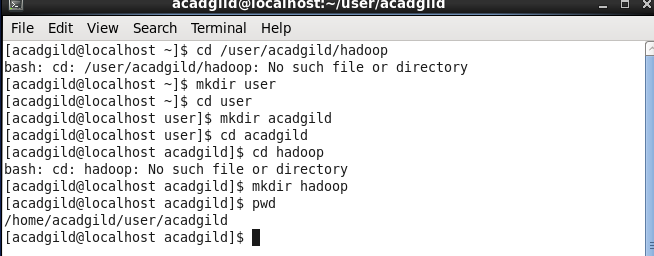 acadgild@localhost:~/user/acadgild
File Edit View Search Terminal Help
[acadgild@localhost ~]$ cd /user/acadgild/hadoop
bash: cd: /user/acadgild/hadoop: No such file or directory
[acadgild@localhost ~]$ mkdir user
[acadgild@localhost ~]$ cd user
[acadgild@localhost user]$ mkdir acadgild
[acadgild@localhost user]$ cd acadgild
[acadgild@localhost acadgild]$ cd hadoop
bash: cd: hadoop: No such file or directory
[acadgild@localhost acadgild]$ mkdir hadoop
[acadgild@localhost acadgild]$ pwd
/home/acadgild/user/acadgild
[acadgild@localhost acadgild]$